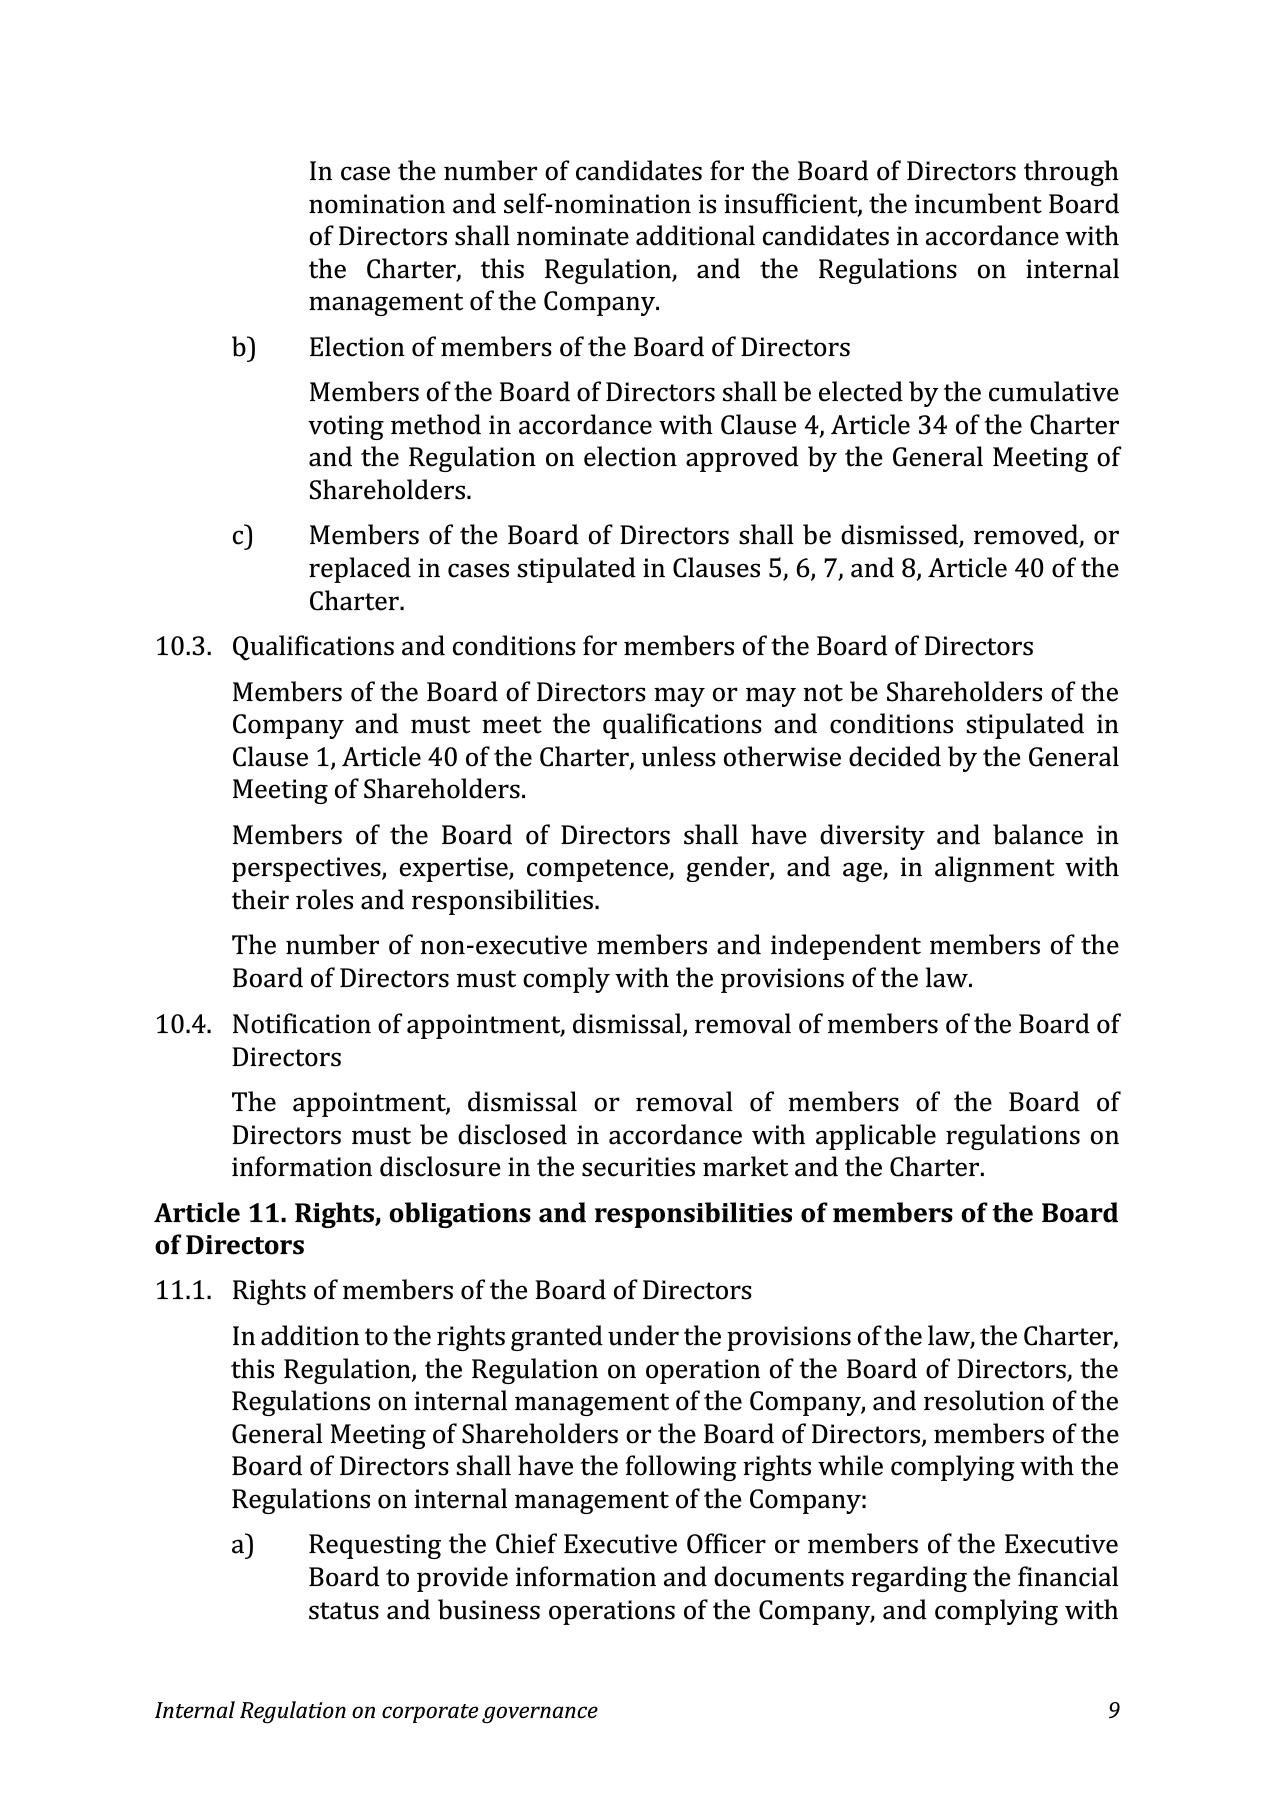 In case the number of candidates for the Board of Directors through
nomination and self-nomination is insufficient, the incumbent Board
of Directors shall nominate additional candidates in accordance with
the Charter, this Regulation, and the Regulations on internal
management of the Company.
b) Election of members of the Board of Directors
Members of the Board of Directors shall be elected by the cumulative
voting method in accordance with Clause 4, Article 34 of the Charter
and the Regulation on election approved by the General Meeting of
Shareholders.
c) Members of the Board of Directors shall be dismissed, removed, or
replaced in cases stipulated in Clauses 5, 6, 7, and 8, Article 40 of the
Charter.
10.3. Qualifications and conditions for members of the Board of Directors
Members of the Board of Directors may or may not be Shareholders of the
Company and must meet the qualifications and conditions stipulated in
Clause 1, Article 40 of the Charter, unless otherwise decided by the General
Meeting of Shareholders.
Members of the Board of Directors shall have diversity and balance in
perspectives, expertise, competence, gender, and age, in alignment with
their roles and responsibilities.
The number of non-executive members and independent members of the
Board of Directors must comply with the provisions of the law.
10.4. Notification of appointment, dismissal, removal of members of the Board of
Directors
The appointment, dismissal or removal of members of the Board of
Directors must be disclosed in accordance with applicable regulations on
information disclosure in the securities market and the Charter.
Article 11. Rights, obligations and responsibilities of members of the Board
of Directors
11.1. Rights of members of the Board of Directors
In addition to the rights granted under the provisions of the law, the Charter,
this Regulation, the Regulation on operation of the Board of Directors, the
Regulations on internal management of the Company, and resolution of the
General Meeting of Shareholders or the Board of Directors, members of the
Board of Directors shall have the following rights while complying with the
Regulations on internal management of the Company:
a) Requesting the Chief Executive Officer or members of the Executive
Board to provide information and documents regarding the financial
status and business operations of the Company, and complying with
Internal Regulation on corporate governance 9